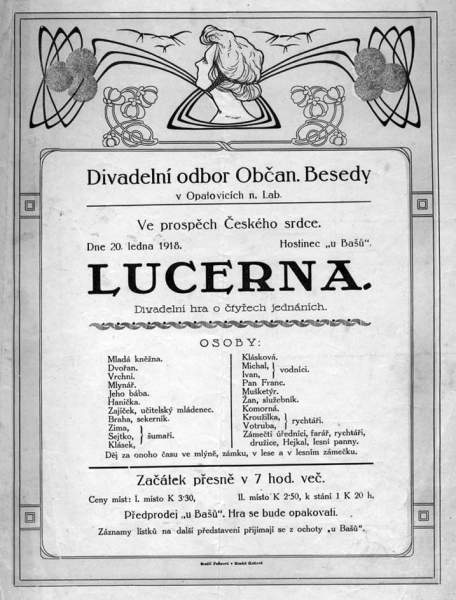 Divadelní odbor Občan. Besedy
v Opatovicích n. Lab.
Ve prospěch Českého srdce.
Dne 20. ledna 1918. Hostinec „u Bašů“.
LUCERNA.
Divadelní hra o čtyřech jednáních.
OSOBY:
Mladá kněžna.
Dvořan.
Vrchní.
Mlynář.
Jeho bába.
Hanička.
Zajíček, učitelský mládenec.
Braha, sekerník.
Zima,
Sejtko, šumaři.
Klásek,
Klásková.
Michal,
Ivan, vodníci.
Pan Franc.
Mušketýr.
Žan, služebník.
Komorná.
Kroužilka,
Votruba, rychtáři.
Zámečtí úředníci, farář, rychtáři,
družice, Hejkal, lesní panny.
Děj za onoho času ve mlýně, zámku, v lese a v lesním zámečku.
Začátek přesně v 7 hod. več.
Ceny míst: I. místo K 3·30, II. místo K 2·50, k stání 1 K 20 h.
Předprodej „u Bašů“. Hra se bude opakovati.
Záznamy lístků na další představení přijímají se z ochoty „u Bašů“.